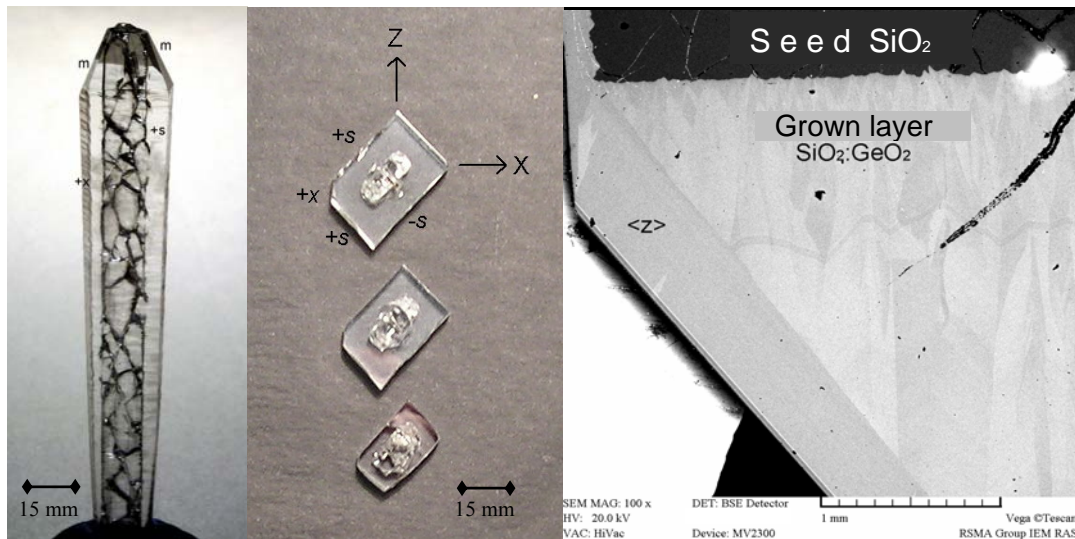 m
m
+s
+x
15 mm
Z
X
+s
+x
+s
-s
15 mm
Seed SiO₂
Grown layer
SiO₂:GeO₂
<z>
SEM MAG: 100 x DET: BSE Detector
HV: 20.0 kV 1 mm Vega ©Tescan
VAC: HiVac Device: MV2300 RSMA Group IEM RAS